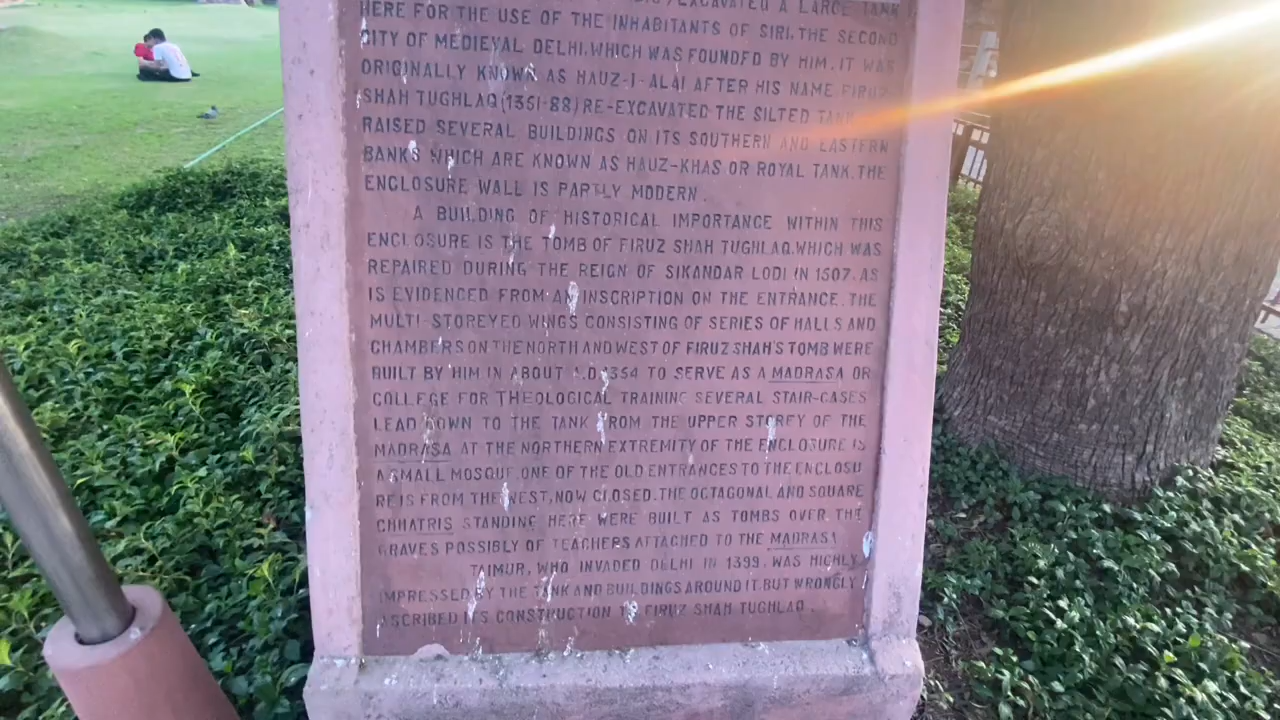 EXCAVATED A LARGE TANK
HERE FOR THE USE OF THE INHABITANTS OF SIRI, THE SECOND
CITY OF MEDIEVAL DELHI, WHICH WAS FOUNDED BY HIM. IT WAS
ORIGINALLY KNOWN AS HAUZ-I-ALAI AFTER HIS NAME. FIRUZ
SHAH TUGHLAQ (1351-88) RE-EXCAVATED THE SILTED
RAISED SEVERAL BUILDINGS ON ITS SOUTHERN AND EASTERN
BANKS WHICH ARE KNOWN AS HAUZ-KHAS OR ROYAL TANK. THE
ENCLOSURE WALL IS PARTLY MODERN.
A BUILDING OF HISTORICAL IMPORTANCE WITHIN THIS
ENCLOSURE IS THE TOMB OF FIRUZ SHAH TUGHLAQ, WHICH WAS
REPAIRED DURING THE REIGN OF SIKANDAR LODI IN 1507, AS
IS EVIDENCED FROM AN INSCRIPTION ON THE ENTRANCE. THE
MULTI-STOREYED WINGS CONSISTING OF SERIES OF HALLS AND
CHAMBERS ON THE NORTH AND WEST OF FIRUZ SHAH'S TOMB WERE
BUILT BY HIM IN ABOUT A.D. 1354 TO SERVE AS A MADRASA OR
COLLEGE FOR THEOLOGICAL TRAINING SEVERAL STAIR-CASES
LEAD DOWN TO THE TANK FROM THE UPPER STOREY OF THE
MADRASA AT THE NORTHERN EXTREMITY OF THE ENCLOSURE IS
A SMALL MOSQUE. ONE OF THE OLD ENTRANCES TO THE ENCLOSU
RE IS FROM THE WEST, NOW CLOSED. THE OCTAGONAL AND SQUARE
CHHATRIS STANDING HERE WERE BUILT AS TOMBS OVER THE
GRAVES POSSIBLY OF TEACHERS ATTACHED TO THE MADRASA
TAIMUR, WHO INVADED DELHI IN 1399, WAS HIGHLY
IMPRESSED BY THE TANK AND BUILDINGS AROUND IT, BUT WRONGLY
ASCRIBED ITS CONSTRUCTION TO FIRUZ SHAH TUGHLAQ.